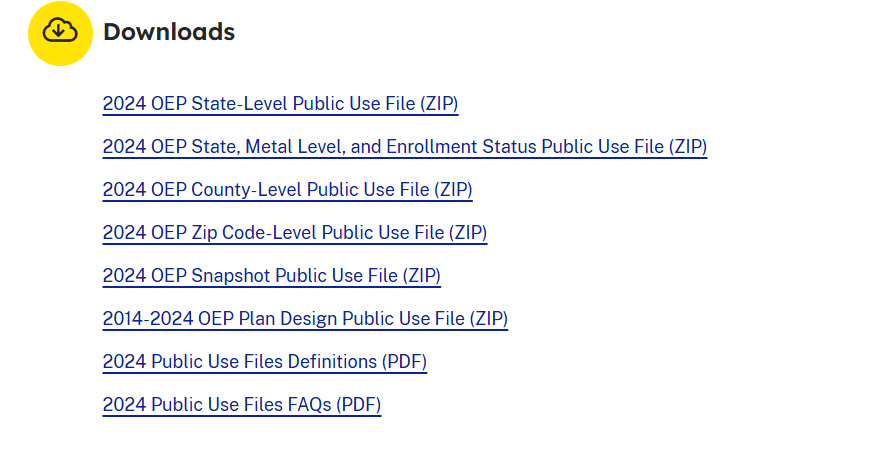 Downloads
2024 OEP State-Level Public Use File (ZIP)
2024 OEP State, Metal Level, and Enrollment Status Public Use File (ZIP)
2024 OEP County-Level Public Use File (ZIP)
2024 OEP Zip Code-Level Public Use File (ZIP)
2024 OEP Snapshot Public Use File (ZIP)
2014-2024 OEP Plan Design Public Use File (ZIP)
2024 Public Use Files Definitions (PDF)
2024 Public Use Files FAQs (PDF)